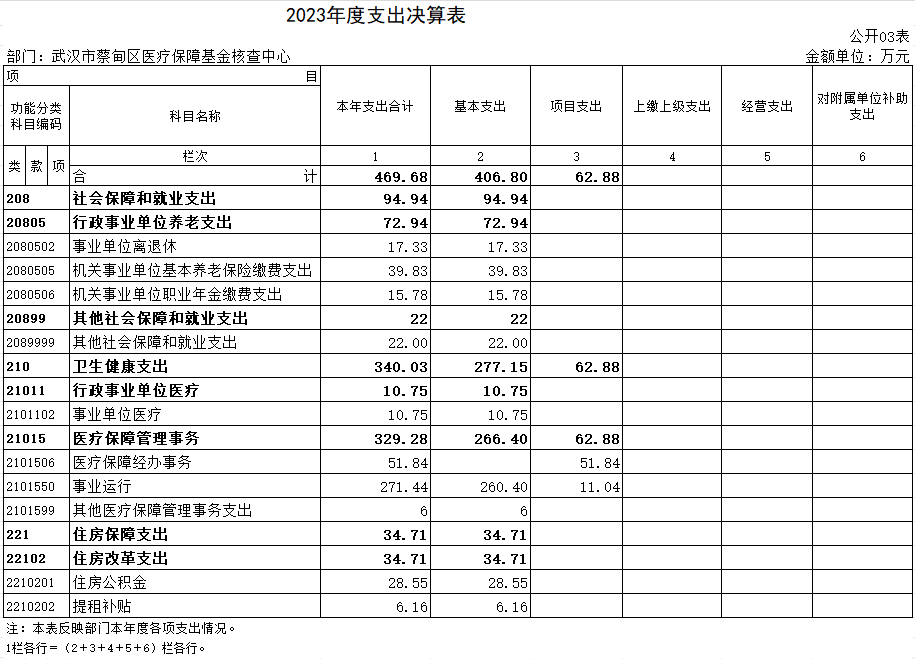 2023年度支出决算表
公开03表
部门：武汉市蔡甸区医疗保障基金核查中心 金额单位：万元
项 目 本年支出合计 基本支出 项目支出 上缴上级支出 经营支出 对附属单位补助支出
功能分类科目编码 科目名称
类 款 项 栏次 1 2 3 4 5 6
合 计 469.68 406.80 62.88
208 社会保障和就业支出 94.94 94.94
20805 行政事业单位养老支出 72.94 72.94
2080502 事业单位离退休 17.33 17.33
2080505 机关事业单位基本养老保险缴费支出 39.83 39.83
2080506 机关事业单位职业年金缴费支出 15.78 15.78
20899 其他社会保障和就业支出 22 22
2089999 其他社会保障和就业支出 22.00 22.00
210 卫生健康支出 340.03 277.15 62.88
21011 行政事业单位医疗 10.75 10.75
2101102 事业单位医疗 10.75 10.75
21015 医疗保障管理事务 329.28 266.40 62.88
2101506 医疗保障经办事务 51.84 51.84
2101550 事业运行 271.44 260.40 11.04
2101599 其他医疗保障管理事务支出 6 6
221 住房保障支出 34.71 34.71
22102 住房改革支出 34.71 34.71
2210201 住房公积金 28.55 28.55
2210202 提租补贴 6.16 6.16
注：本表反映部门本年度各项支出情况。
1栏各行＝（2+3+4+5+6）栏各行。